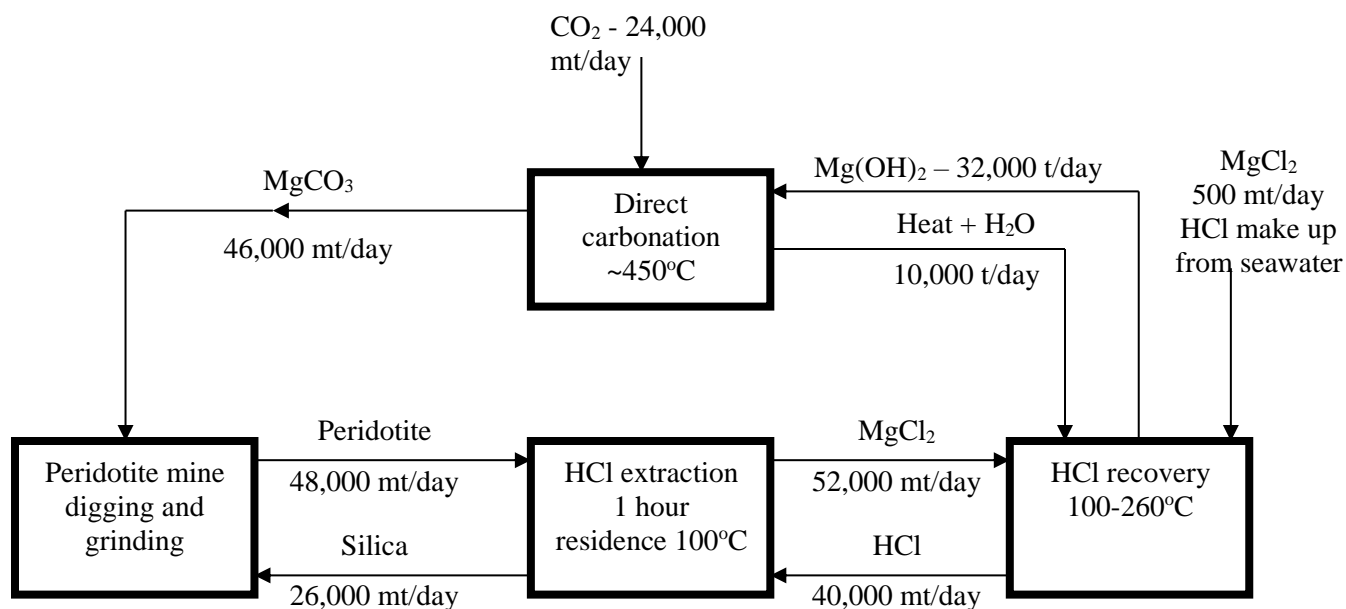 CO₂ - 24,000
mt/day
MgCO₃
46,000 mt/day
Direct
carbonation
~450°C
Mg(OH)₂ – 32,000 t/day
Heat + H₂O
10,000 t/day
MgCl₂
500 mt/day
HCl make up
from seawater
Peridotite mine
digging and
grinding
Peridotite
48,000 mt/day
Silica
26,000 mt/day
HCl extraction
1 hour
residence 100°C
MgCl₂
52,000 mt/day
HCl
40,000 mt/day
HCl recovery
100-260°C